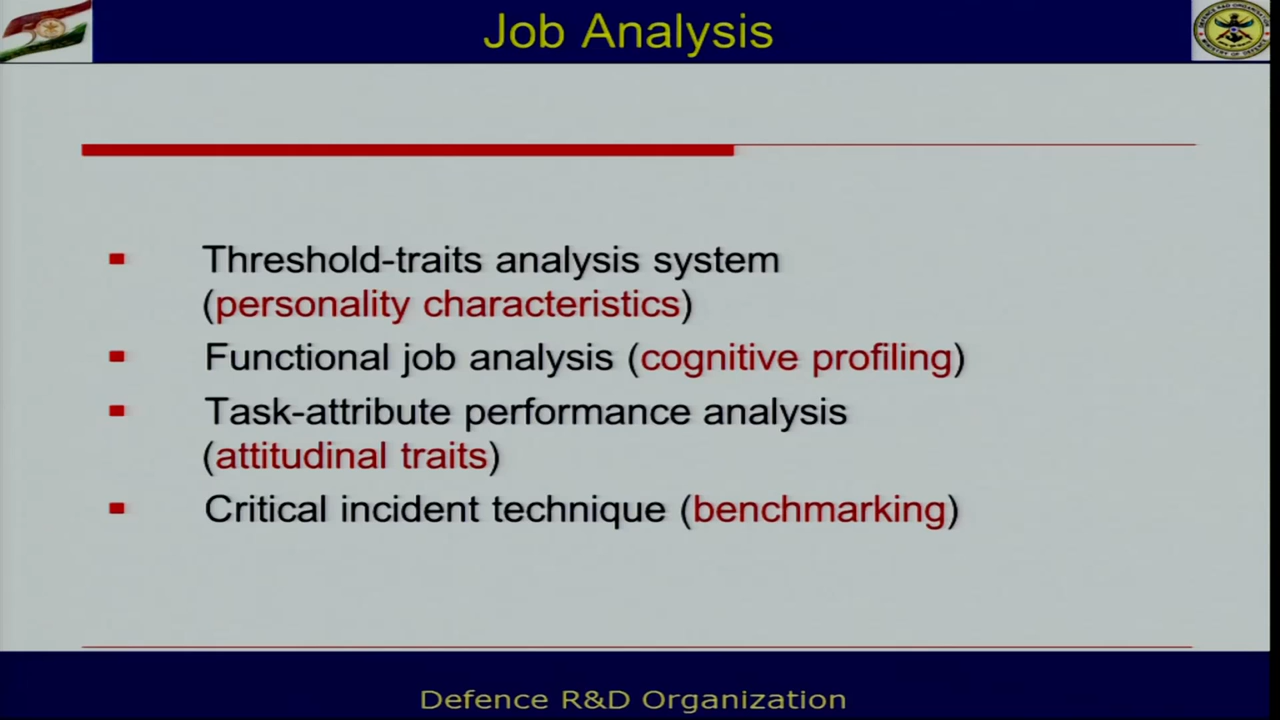 Job Analysis
Threshold-traits analysis system
(personality characteristics)
Functional job analysis (cognitive profiling)
Task-attribute performance analysis
(attitudinal traits)
Critical incident technique (benchmarking)
Defence R&D Organization